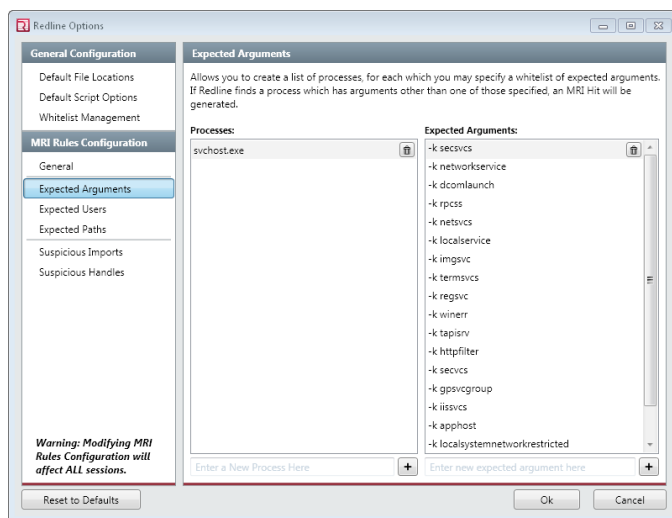 Redline Options
General Configuration
Default File Locations
Default Script Options
Whitelist Management
MRI Rules Configuration
General
Expected Arguments
Expected Users
Expected Paths
Suspicious Imports
Suspicious Handles
Warning: Modifying MRI
Rules Configuration will
affect ALL sessions.
Expected Arguments
Allows you to create a list of processes, for each which you may specify a whitelist of expected arguments.
If Redline finds a process which has arguments other than one of those specified, an MRI Hit will be
generated.
Processes:
svchost.exe
Enter a New Process Here
Expected Arguments:
-k secsvcs
-k networkservice
-k dcomlaunch
-k rpcss
-k netsvcs
-k localservice
-k imgsvc
-k termsvcs
-k regsvc
-k winerr
-k tapisrv
-k httpfilter
-k secvcs
-k gpsvcgroup
-k iissvcs
-k apphost
-k localsystemnetworkrestricted
Enter new expected argument here
Reset to Defaults
Ok
Cancel